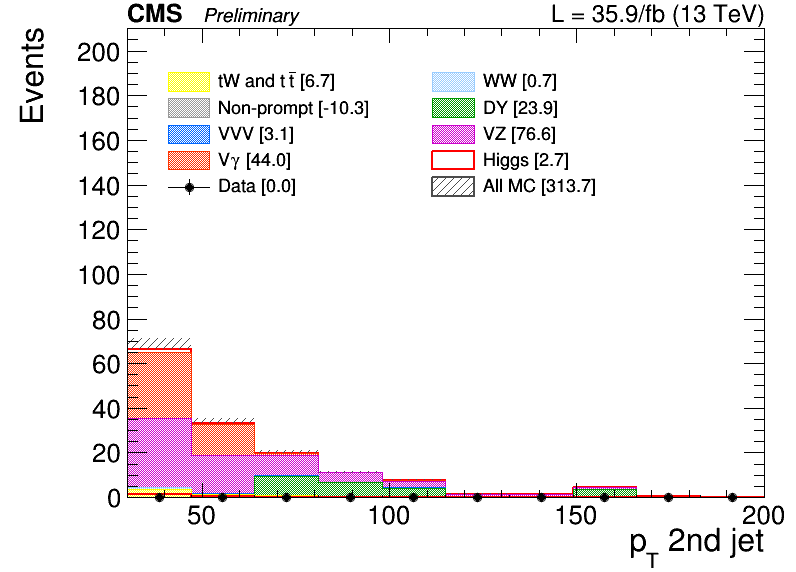 CMS Preliminary L = 35.9/fb (13 TeV)
Events
200
180
160
140
120
100
80
60
40
20
0
tW and tt̅ [6.7]
WW [0.7]
Non-prompt [-10.3]
DY [23.9]
VVV [3.1]
VZ [76.6]
Vγ [44.0]
Higgs [2.7]
Data [0.0]
All MC [313.7]
50 100 150 200
p_T 2nd jet